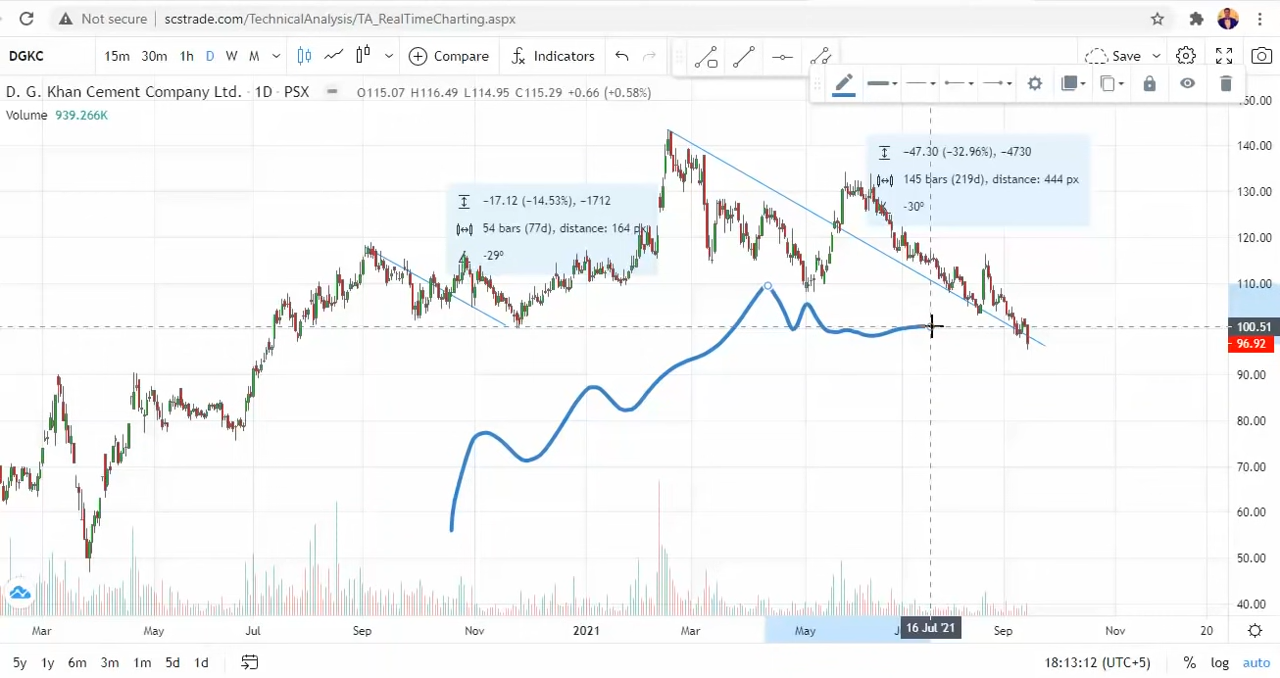 Not secure scstrade.com/TechnicalAnalysis/TA_RealTimeCharting.aspx
DGKC 15m 30m 1h D W M Compare Indicators Save
D. G. Khan Cement Company Ltd. · 1D · PSX O115.07 H116.49 L114.95 C115.29 +0.66 (+0.58%)
Volume 939.266K
150.00
140.00
130.00
120.00
110.00
100.51
96.92
90.00
80.00
70.00
60.00
50.00
40.00
−17.12 (−14.53%), −1712
54 bars (77d), distance: 164 px
-29º
−47.30 (−32.96%), −4730
145 bars (219d), distance: 444 px
-30º
Mar May Jul Sep Nov 2021 Mar May 16 Jul '21 Sep Nov 20
5y 1y 6m 3m 1m 5d 1d 18:13:12 (UTC+5) % log auto